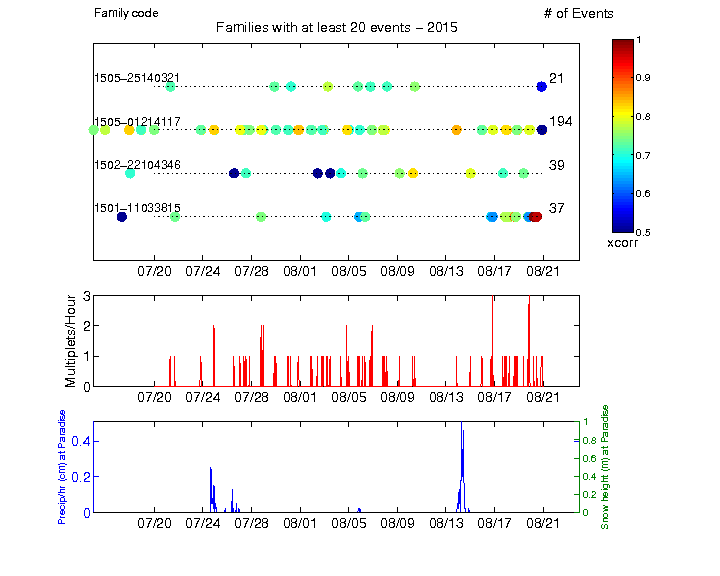 Family code
# of Events
Families with at least 20 events – 2015
1505–25140321
21
1505–01214117
194
1502–22104346
39
1501–11033815
37
07/20 07/24 07/28 08/01 08/05 08/09 08/13 08/17 08/21
1
0.9
0.8
0.7
0.6
0.5
xcorr
Multiplets/Hour
3
2
1
0
07/20 07/24 07/28 08/01 08/05 08/09 08/13 08/17 08/21
Precip/hr (cm) at Paradise
0.4
0.2
0
1
0.8
0.6
0.4
0.2
0
Snow height (m) at Paradise
07/20 07/24 07/28 08/01 08/05 08/09 08/13 08/17 08/21